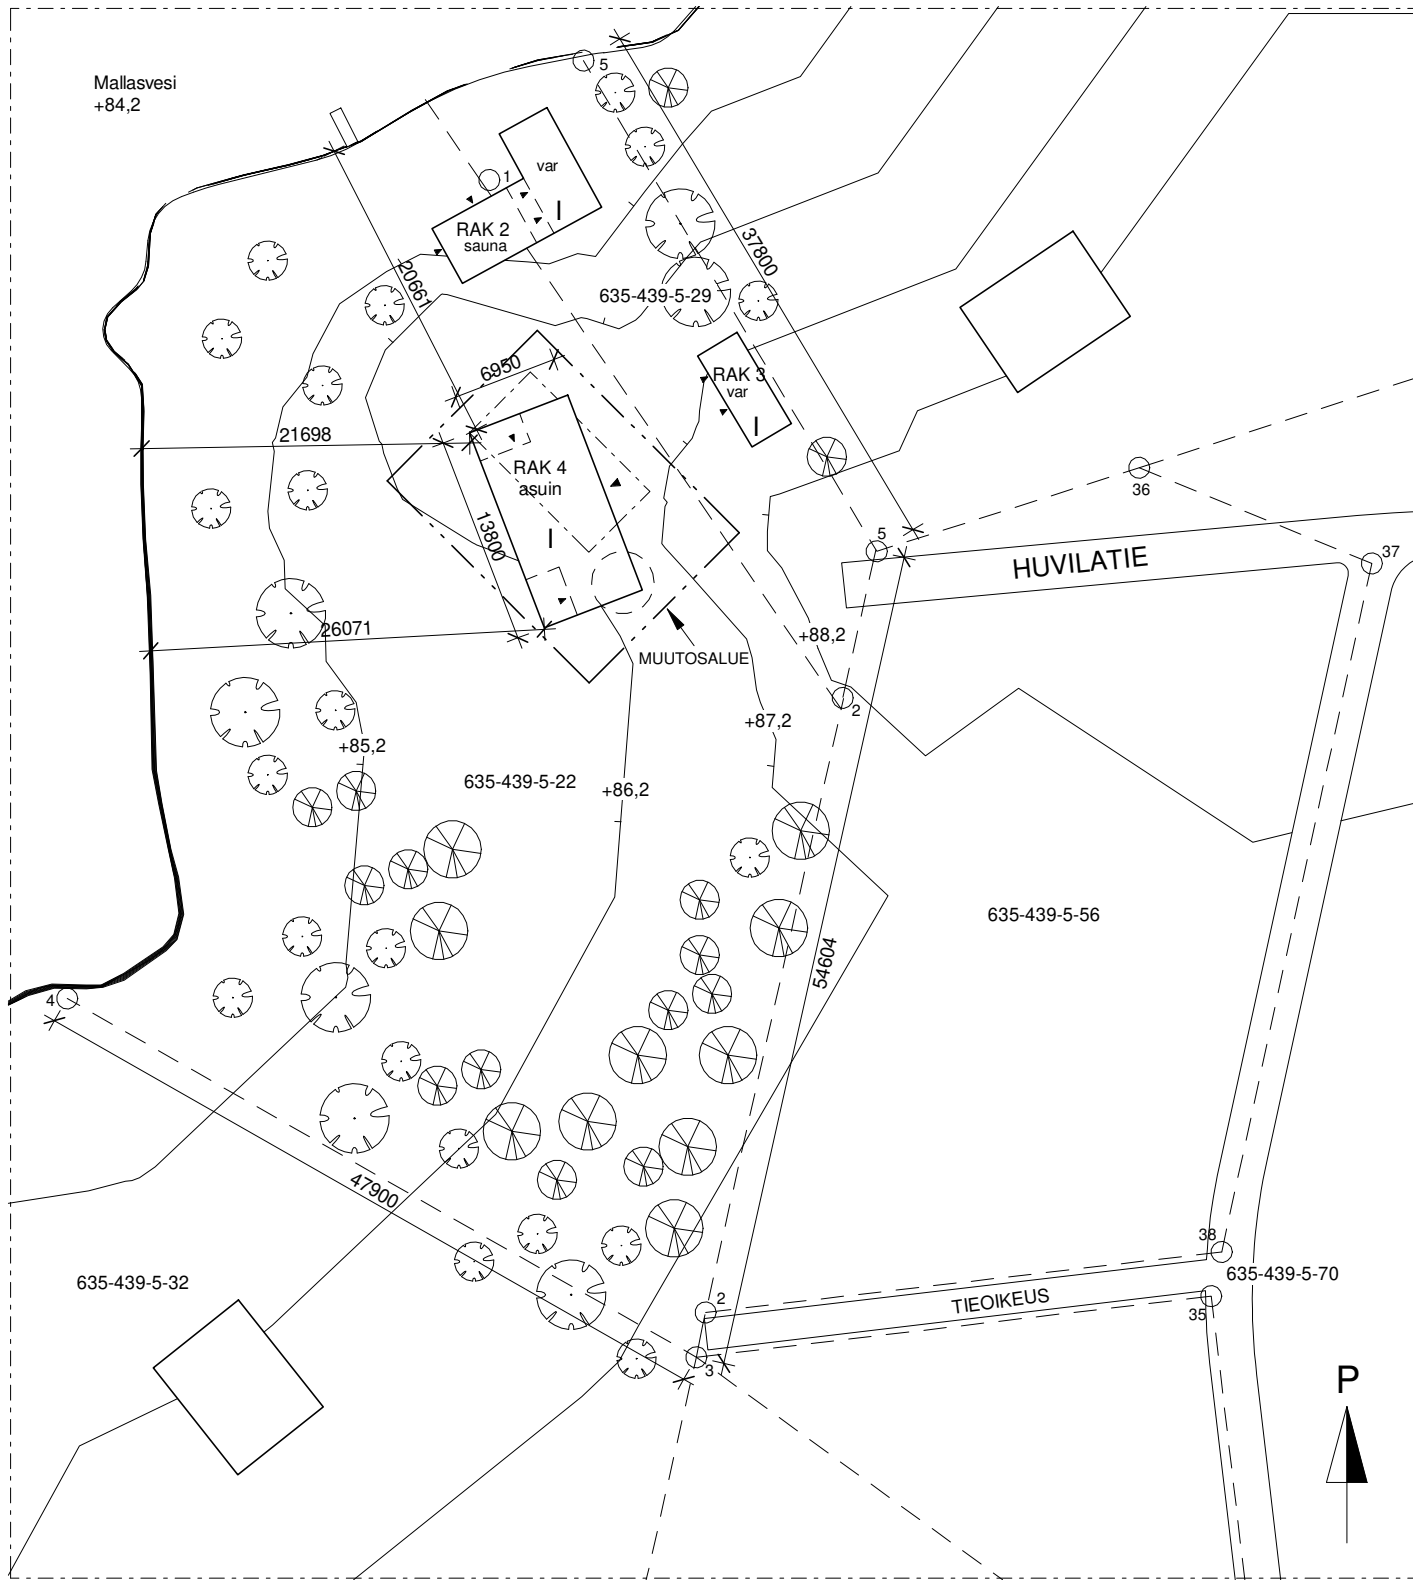 Mallasvesi
+84,2
5
1
var
I
RAK 2
sauna
20661
37800
635-439-5-29
6950
RAK 3
var
I
21698
RAK 4
asuin
I
13800
36
5
HUVILATIE
37
26071
MUUTOSALUE
+88,2
2
+87,2
+85,2
635-439-5-22
+86,2
635-439-5-56
54604
4
47900
38
635-439-5-70
635-439-5-32
2
TIEOIKEUS
35
3
P